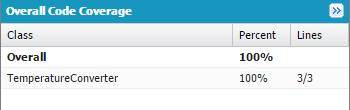 Overall Code Coverage
Class Percent Lines
Overall 100%
TemperatureConverter 100% 3/3